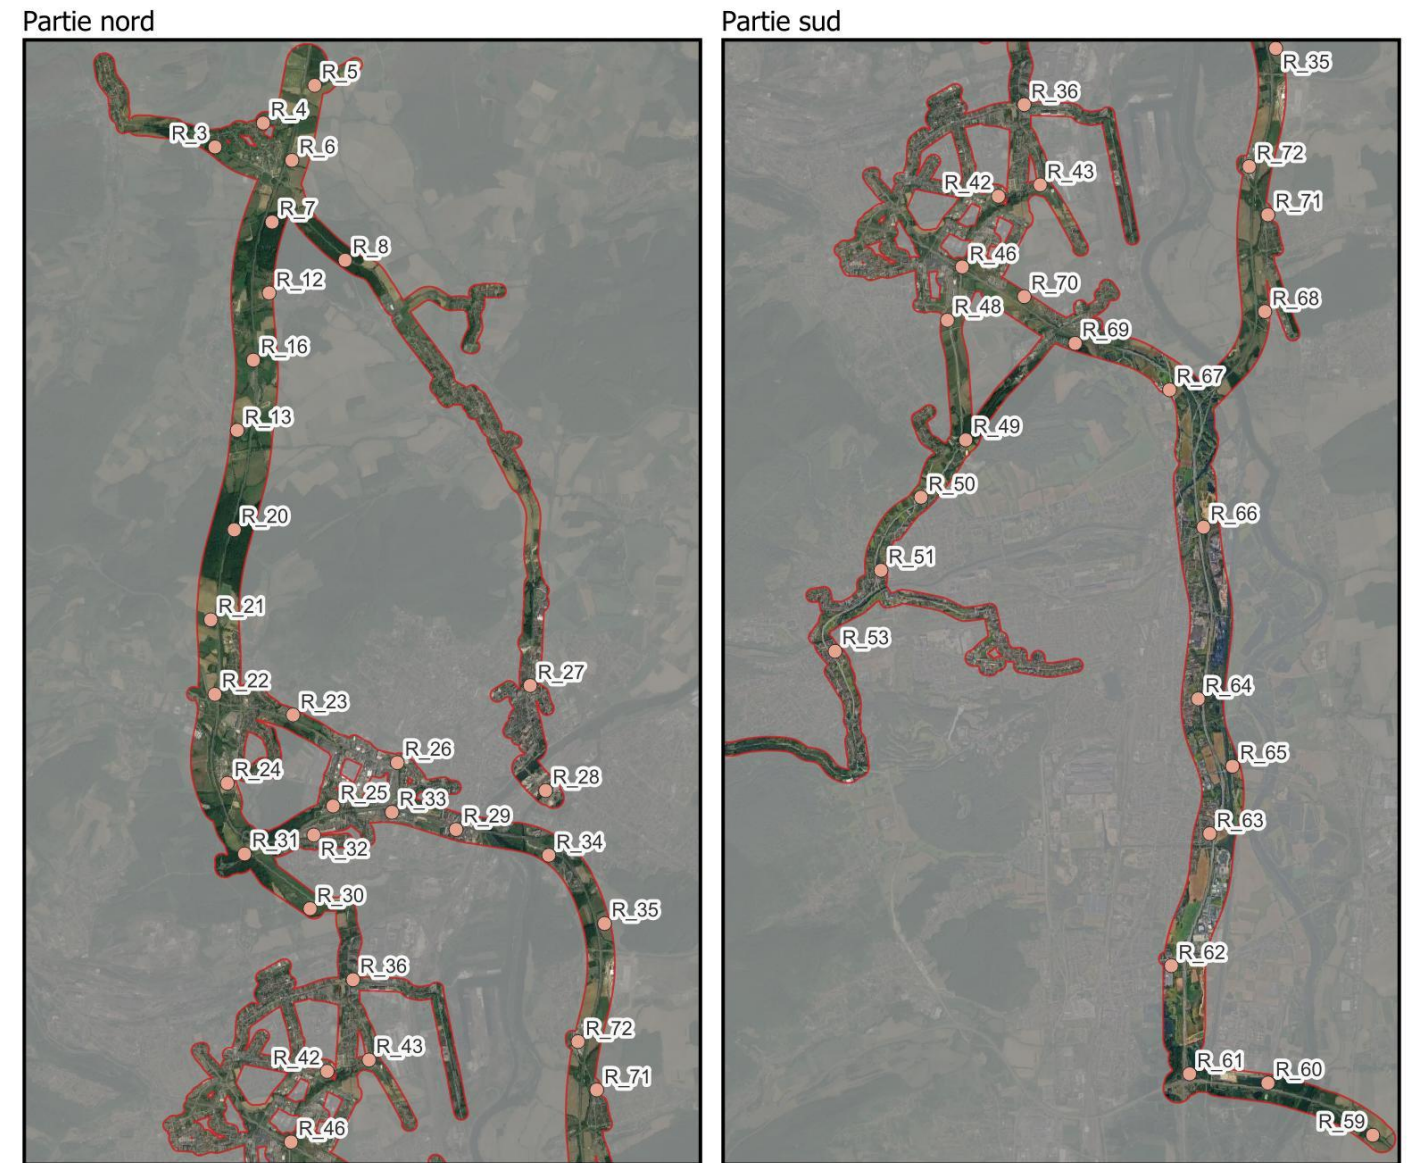 Partie nord
R_5
R_4
R_3
R_6
R_7
R_8
R_12
R_16
R_13
R_20
R_21
R_22
R_27
R_23
R_26
R_24
R_28
R_25
R_33
R_29
R_31
R_32
R_34
R_30
R_35
R_36
R_72
R_42
R_43
R_71
R_46
Partie sud
R_35
R_36
R_72
R_42
R_43
R_71
R_46
R_70
R_48
R_68
R_69
R_67
R_49
R_50
R_66
R_51
R_53
R_64
R_65
R_63
R_62
R_61
R_60
R_59